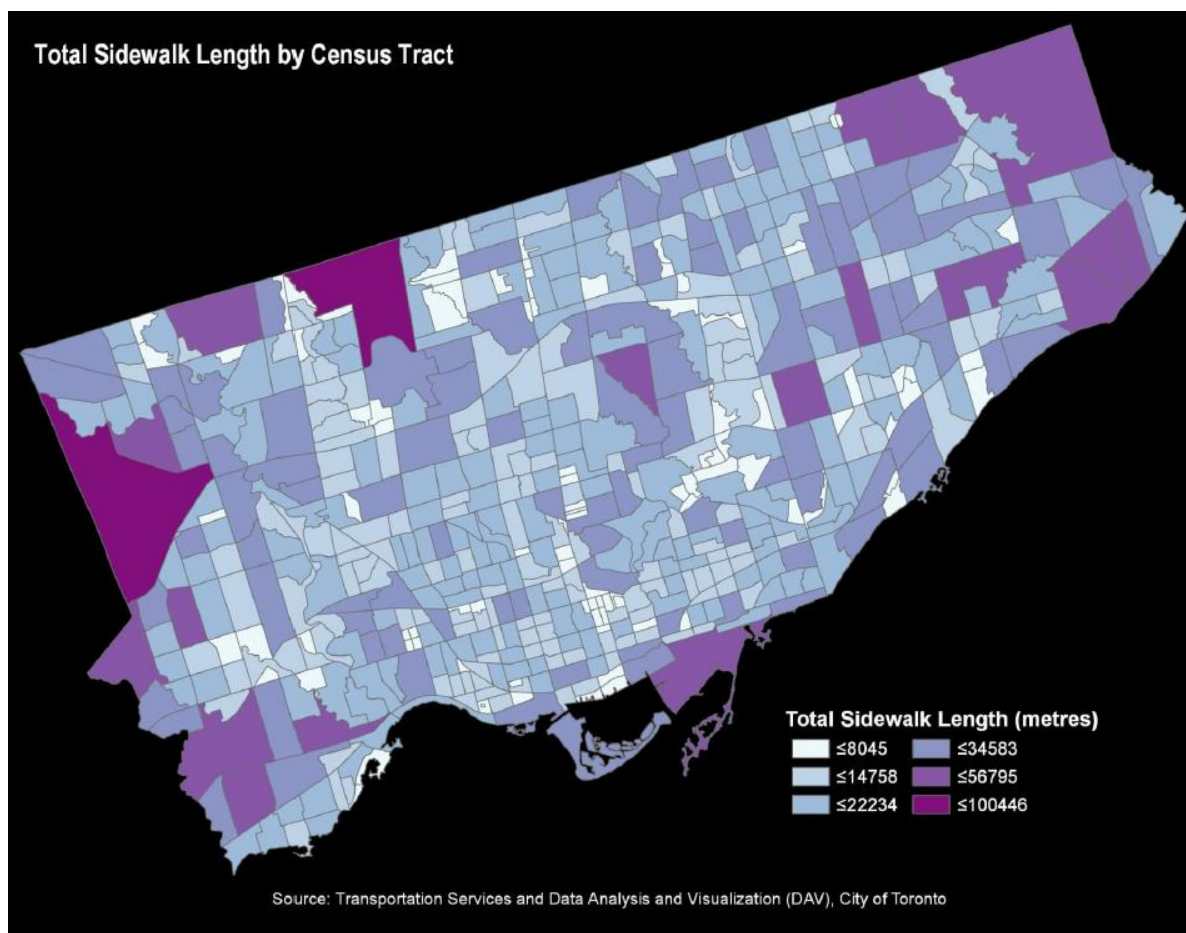 Total Sidewalk Length by Census Tract
Total Sidewalk Length (metres)
≤8045
≤14758
≤22234
≤34583
≤56795
≤100446
Source: Transportation Services and Data Analysis and Visualization (DAV), City of Toronto